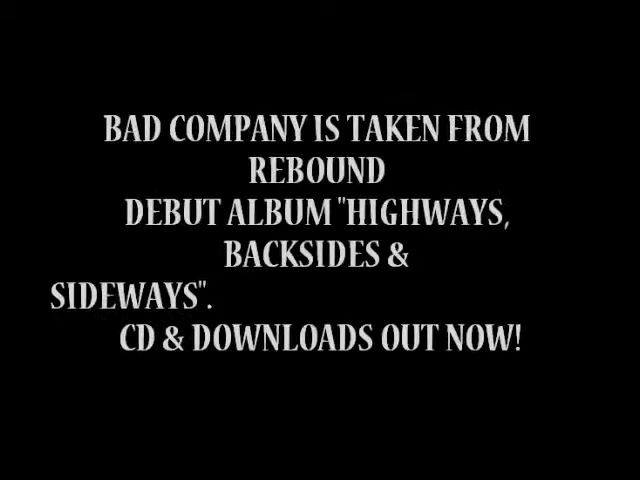 BAD COMPANY IS TAKEN FROM
REBOUND
DEBUT ALBUM "HIGHWAYS,
BACKSIDES &
SIDEWAYS".
CD & DOWNLOADS OUT NOW!